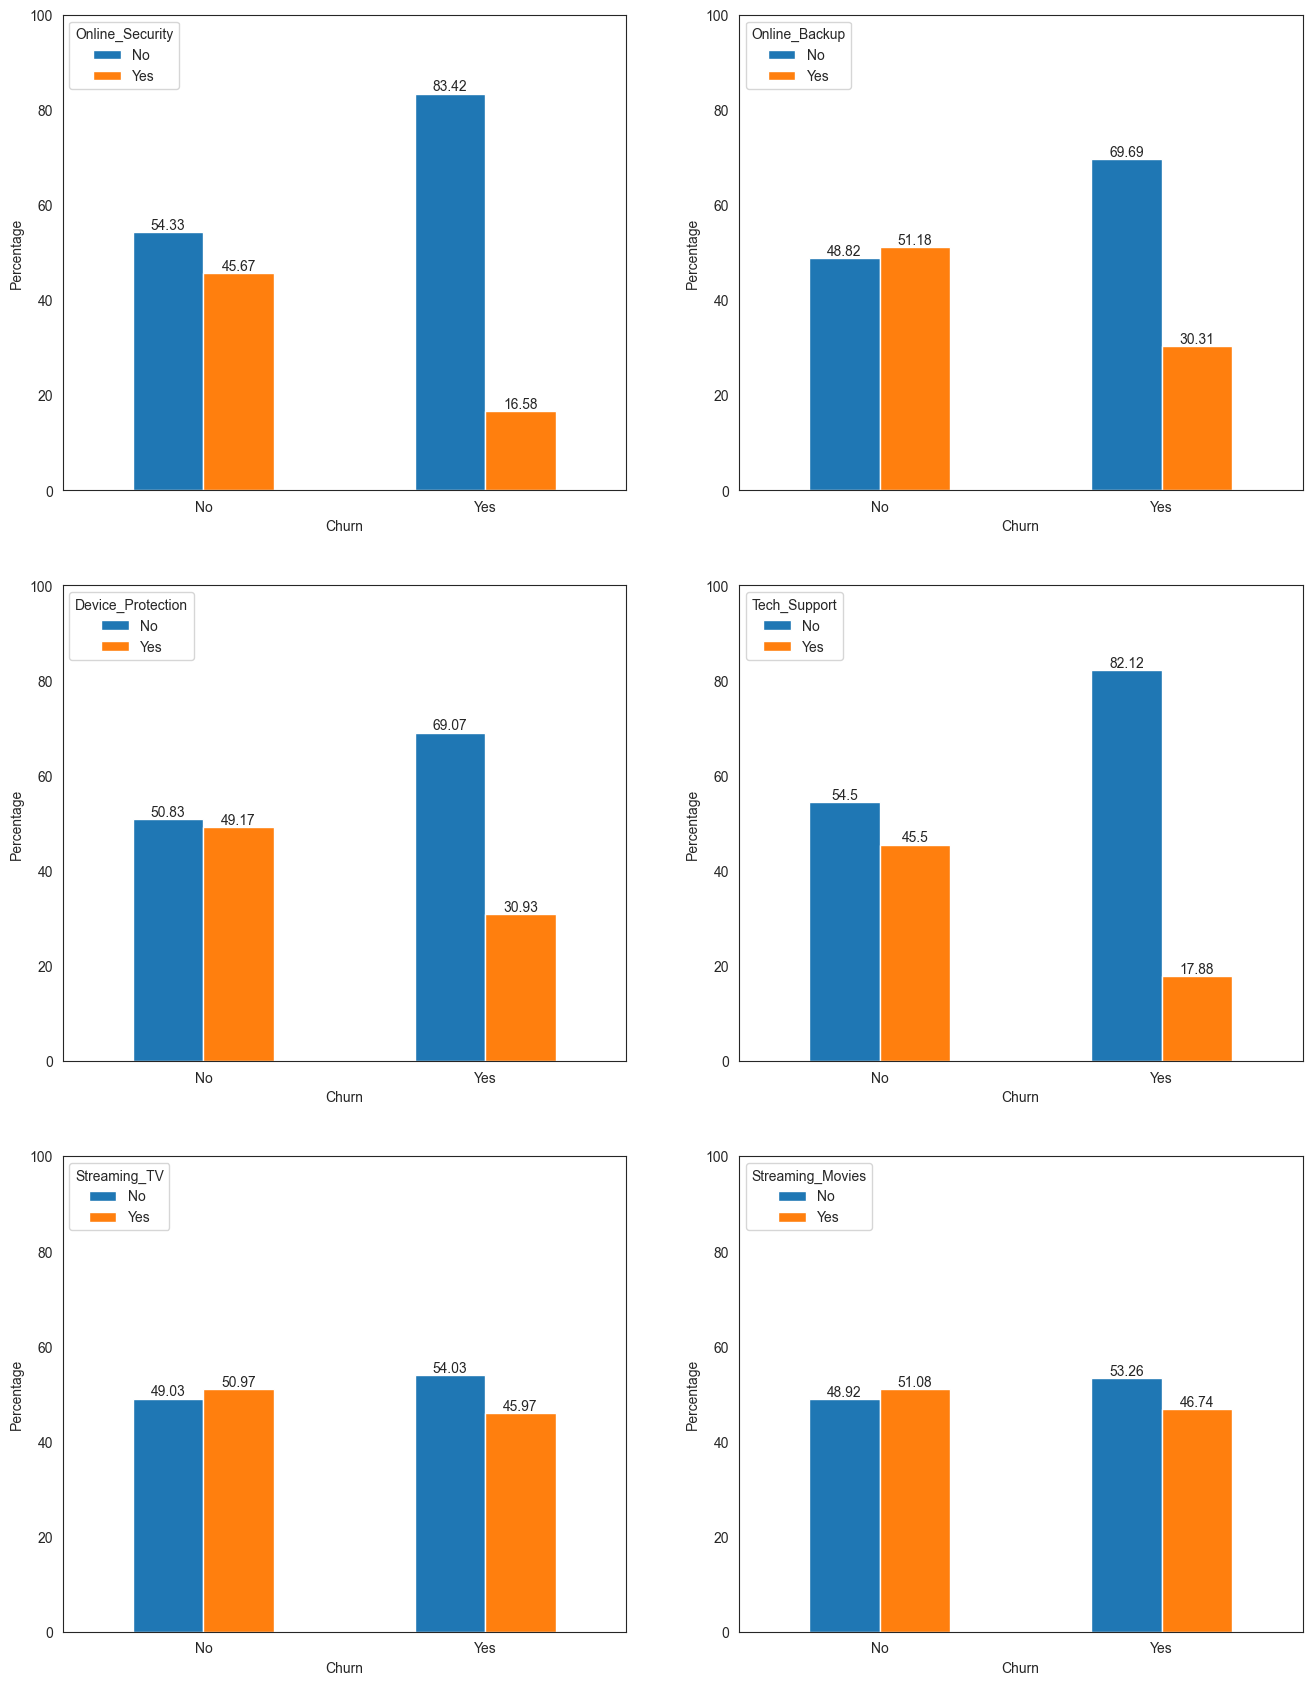 100
80
60
40
20
0
Percentage
Online_Security
No
Yes
54.33
45.67
83.42
16.58
No
Yes
Churn
100
80
60
40
20
0
Percentage
Online_Backup
No
Yes
48.82
51.18
69.69
30.31
No
Yes
Churn
100
80
60
40
20
0
Percentage
Device_Protection
No
Yes
50.83
49.17
69.07
30.93
No
Yes
Churn
100
80
60
40
20
0
Percentage
Tech_Support
No
Yes
54.5
45.5
82.12
17.88
No
Yes
Churn
100
80
60
40
20
0
Percentage
Streaming_TV
No
Yes
49.03
50.97
54.03
45.97
No
Yes
Churn
100
80
60
40
20
0
Percentage
Streaming_Movies
No
Yes
48.92
51.08
53.26
46.74
No
Yes
Churn